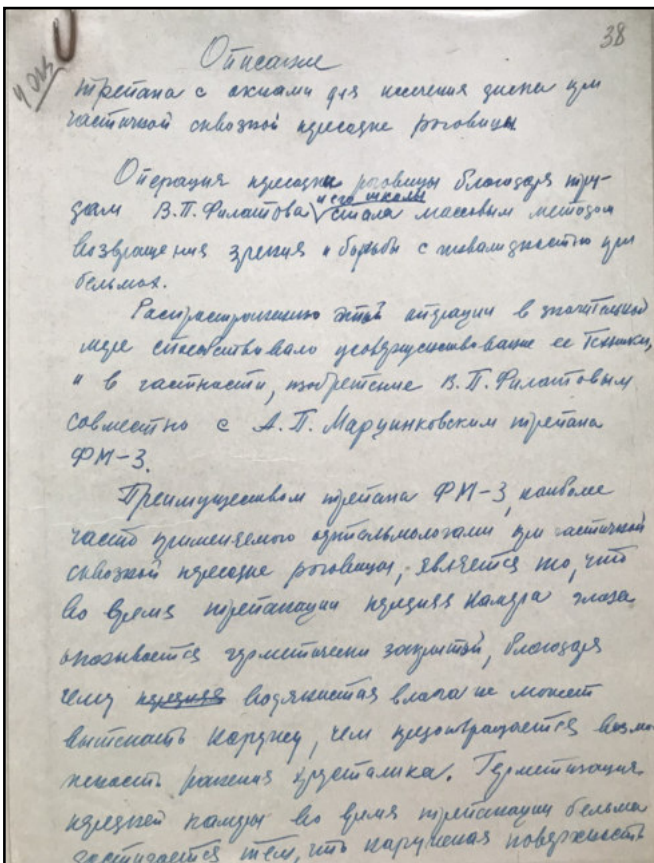 38
4 экз
Описание
трепана с окнами для иссечения диска при
частичной сквозной пересадке роговицы
Операция пересадки роговицы благодаря тру-
дам В.П. Филатова и его школы стала массовым методом
возвращения зрения и борьбы с инвалидностью при
бельмах.
Распространению этой операции в значительной
мере способствовало усовершенствование ее техники,
и в частности, изобретение В.П. Филатовым
совместно с А.П. Марцинковским трепана
ФМ-3.
Преимуществом трепана ФМ-3, наиболее
часто применяемого офтальмологами при частичной
сквозной пересадке роговицы, является то, что
во время трепанации передняя камера глаза
оказывается герметически закрытой, благодаря
чему передняя водянистая влага не может
вытекать наружу, чем предотвращается возмо-
жность ранения хрусталика. Герметизация
передней камеры во время трепанации бельма
достигается тем, что наружная поверхность